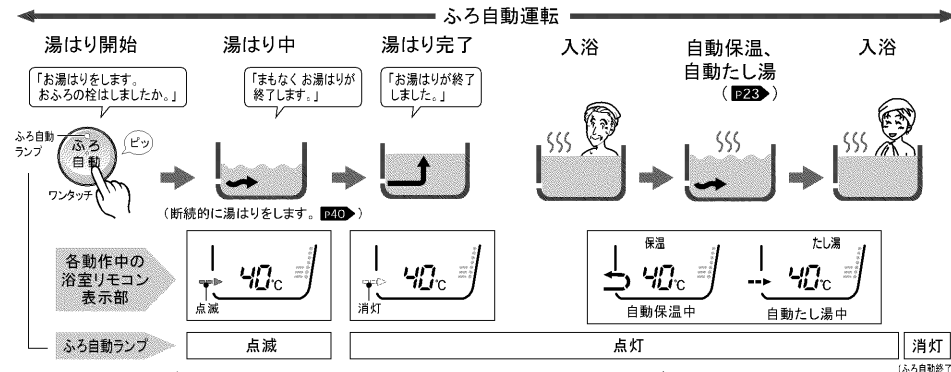 ふろ自動運転
湯はり開始
湯はり中
湯はり完了
入浴
自動保温、
自動たし湯
(P23)
入浴
「お湯はりをします。
おふろの栓はしましたか。」
「まもなく お湯はりが
終了します。」
「お湯はりが終了
しました。」
ふろ自動
ランプ
ふろ
自動
ピッ
ワンタッチ
(断続的に湯はりをします。P40)
各動作中の
浴室リモコン
表示部
40℃
点滅
40℃
消灯
保温
40℃
自動保温中
たし湯
40℃
自動たし湯中
ふろ自動ランプ
点滅
点灯
消灯
(ふろ自動終了